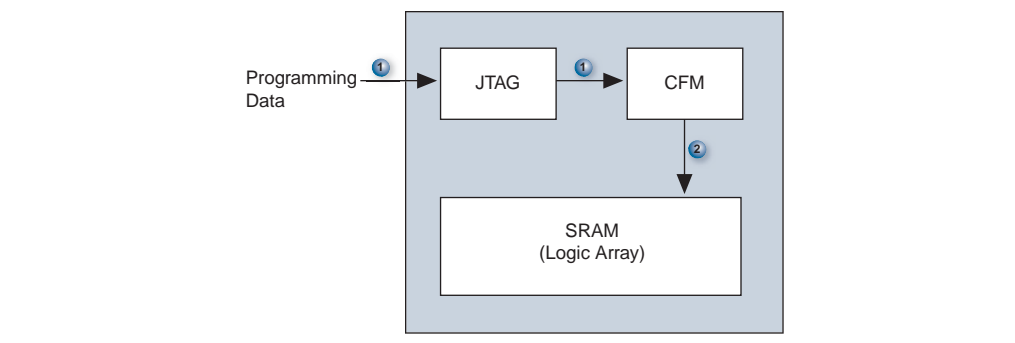 1
1
Programming
Data
JTAG
CFM
2
SRAM
(Logic Array)